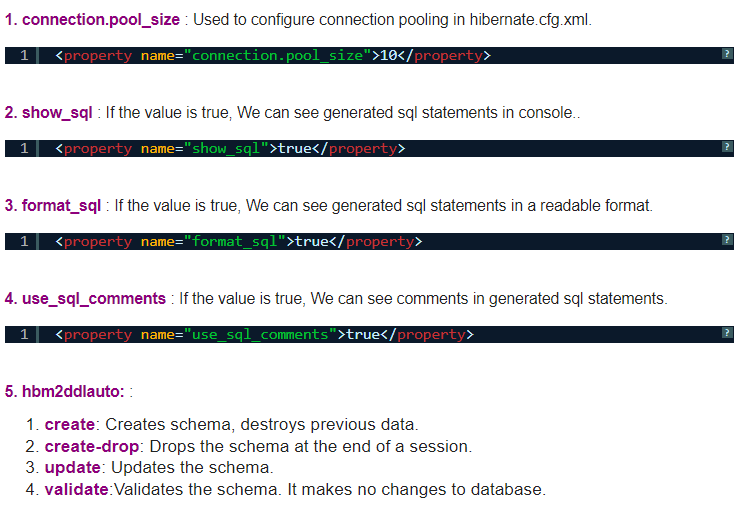 1. connection.pool_size : Used to configure connection pooling in hibernate.cfg.xml.
1 <property name="connection.pool_size">10</property> ?
2. show_sql : If the value is true, We can see generated sql statements in console..
1 <property name="show_sql">true</property> ?
3. format_sql : If the value is true, We can see generated sql statements in a readable format.
1 <property name="format_sql">true</property> ?
4. use_sql_comments : If the value is true, We can see comments in generated sql statements.
1 <property name="use_sql_comments">true</property> ?
5. hbm2ddlauto: :
1. create: Creates schema, destroys previous data.
2. create-drop: Drops the schema at the end of a session.
3. update: Updates the schema.
4. validate:Validates the schema. It makes no changes to database.